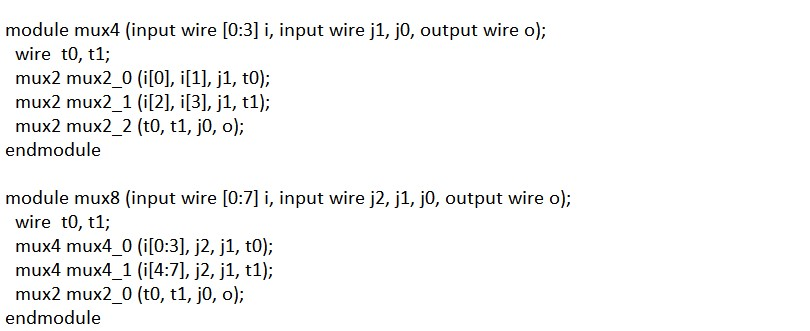 module mux4 (input wire [0:3] i, input wire j1, j0, output wire o);
wire t0, t1;
mux2 mux2_0 (i[0], i[1], j1, t0);
mux2 mux2_1 (i[2], i[3], j1, t1);
mux2 mux2_2 (t0, t1, j0, o);
endmodule
module mux8 (input wire [0:7] i, input wire j2, j1, j0, output wire o);
wire t0, t1;
mux4 mux4_0 (i[0:3], j2, j1, t0);
mux4 mux4_1 (i[4:7], j2, j1, t1);
mux2 mux2_0 (t0, t1, j0, o);
endmodule